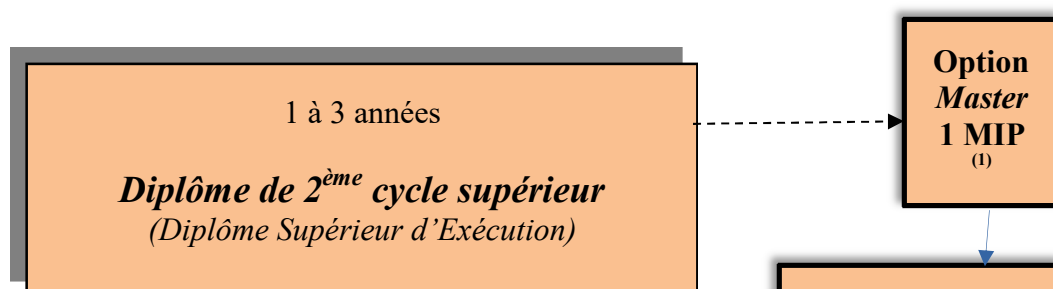 1 à 3 années
Diplôme de 2ème cycle supérieur
(Diplôme Supérieur d’Exécution)
Option
Master
1 MIP
(1)